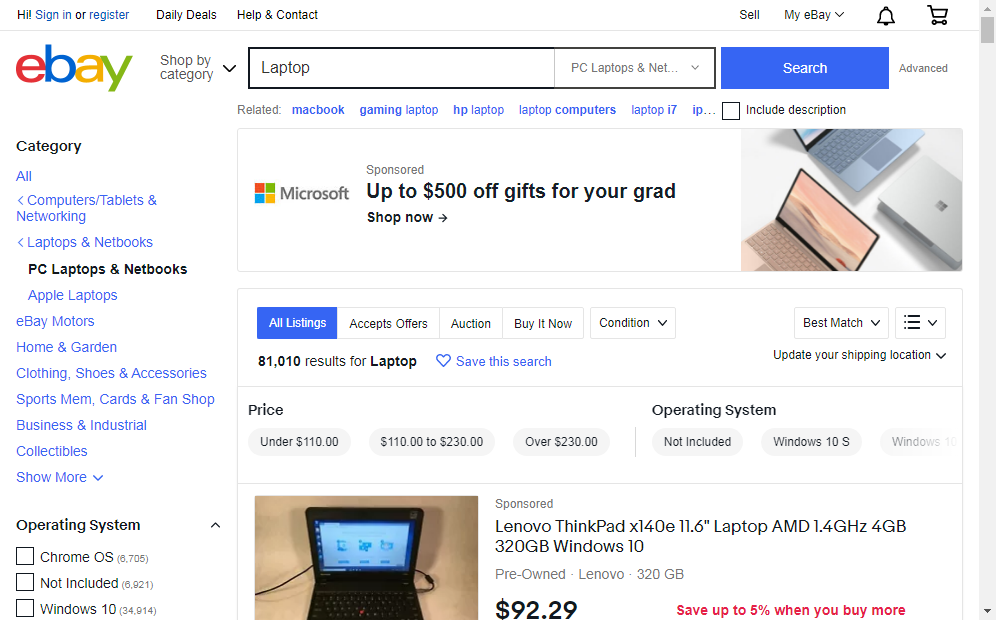 Hi! Sign in or register
Daily Deals
Help & Contact
Sell
My eBay
ebay
Shop by category
Laptop
PC Laptops & Net...
Search
Advanced
Related: macbook gaming laptop hp laptop laptop computers laptop i7 ip...
Include description
Category
All
Computers/Tablets &
Networking
Laptops & Netbooks
PC Laptops & Netbooks
Apple Laptops
eBay Motors
Home & Garden
Clothing, Shoes & Accessories
Sports Mem, Cards & Fan Shop
Business & Industrial
Collectibles
Show More
Operating System
Chrome OS (6,705)
Not Included (6,921)
Windows 10 (34,914)
Microsoft
Sponsored
Up to $500 off gifts for your grad
Shop now →
All Listings
Accepts Offers
Auction
Buy It Now
Condition
Best Match
81,010 results for Laptop
Save this search
Update your shipping location
Price
Under $110.00
$110.00 to $230.00
Over $230.00
Operating System
Not Included
Windows 10 S
Windows 10
Sponsored
Lenovo ThinkPad x140e 11.6" Laptop AMD 1.4GHz 4GB
320GB Windows 10
Pre-Owned · Lenovo · 320 GB
$92.29
Save up to 5% when you buy more